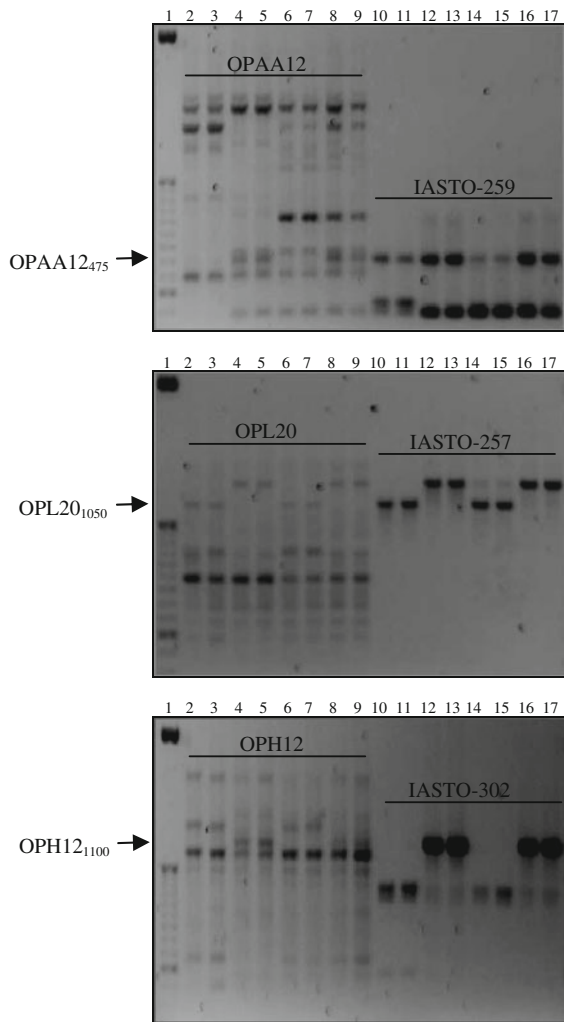 1 2 3 4 5 6 7 8 9 10 11 12 13 14 15 16 17
OPAA12
IASTO-259
OPAA12475
1 2 3 4 5 6 7 8 9 10 11 12 13 14 15 16 17
OPL20
IASTO-257
OPL201050
1 2 3 4 5 6 7 8 9 10 11 12 13 14 15 16 17
OPH12
IASTO-302
OPH121100